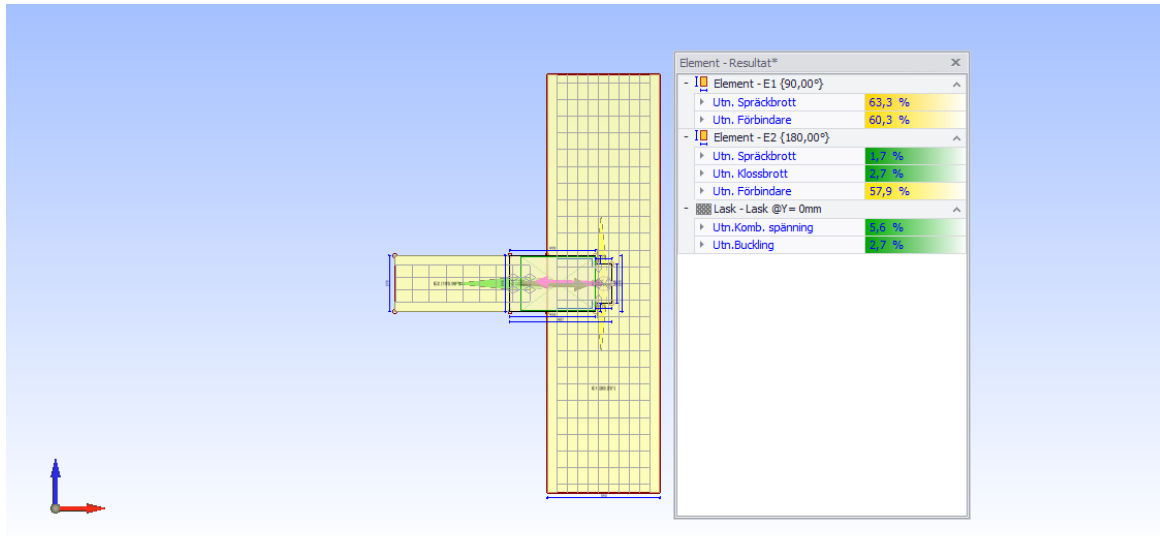 Element - Resultat*
Element - E1 {90,00°}
Utn. Spräckbrott 63,3 %
Utn. Förbindare 60,3 %
Element - E2 {180,00°}
Utn. Spräckbrott 1,7 %
Utn. Klossbrott 2,7 %
Utn. Förbindare 57,9 %
Lask - Lask @Y= 0mm
Utn.Komb. spänning 5,6 %
Utn.Buckling 2,7 %